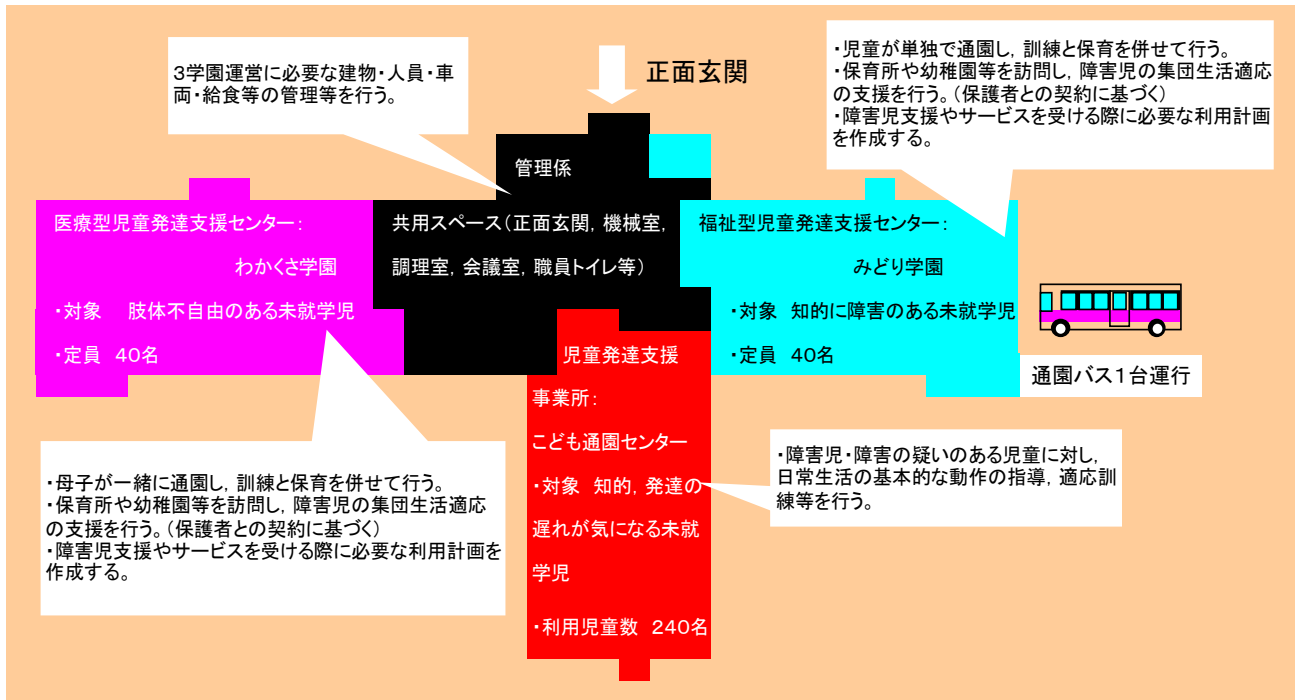 3学園運営に必要な建物・人員・車
両・給食等の管理等を行う。
正面玄関
・児童が単独で通園し，訓練と保育を併せて行う。
・保育所や幼稚園等を訪問し，障害児の集団生活適応
の支援を行う。（保護者との契約に基づく）
・障害児支援やサービスを受ける際に必要な利用計画
を作成する。
管理係
共用スペース（正面玄関，機械室，
調理室，会議室，職員トイレ等）
医療型児童発達支援センター：
わかくさ学園
・対象　肢体不自由のある未就学児
・定員　40名
福祉型児童発達支援センター：
みどり学園
・対象　知的に障害のある未就学児
・定員　40名
通園バス1台運行
児童発達支援
事業所：
こども通園センター
・対象　知的，発達の
遅れが気になる未就
学児
・利用児童数　240名
・母子が一緒に通園し，訓練と保育を併せて行う。
・保育所や幼稚園等を訪問し，障害児の集団生活適応
の支援を行う。（保護者との契約に基づく）
・障害児支援やサービスを受ける際に必要な利用計画を
作成する。
・障害児・障害の疑いのある児童に対し，
日常生活の基本的な動作の指導，適応訓
練等を行う。